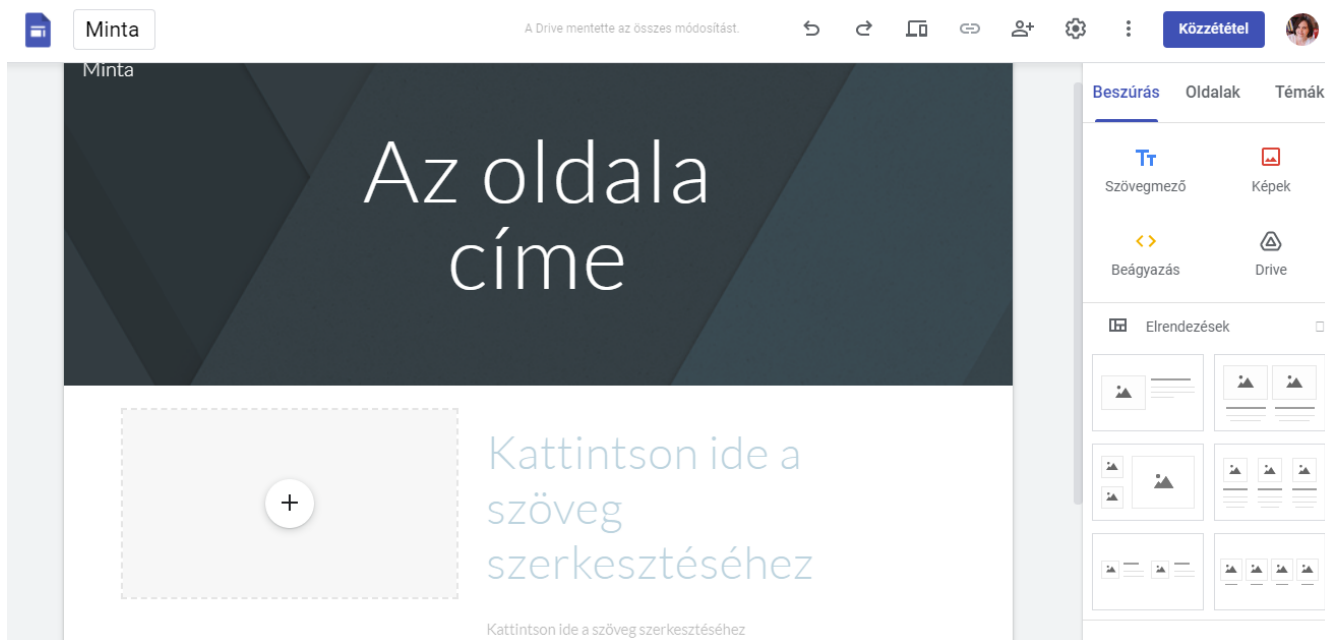 Minta
A Drive mentette az összes módosítást.
Közzététel
Minta
Az oldala
címe
Kattintson ide a
szöveg
szerkesztéséhez
Kattintson ide a szöveg szerkesztéséhez
Beszúrás Oldalak Témák
Tт
Szövegmező Képek
Beágyazás Drive
Elrendezések